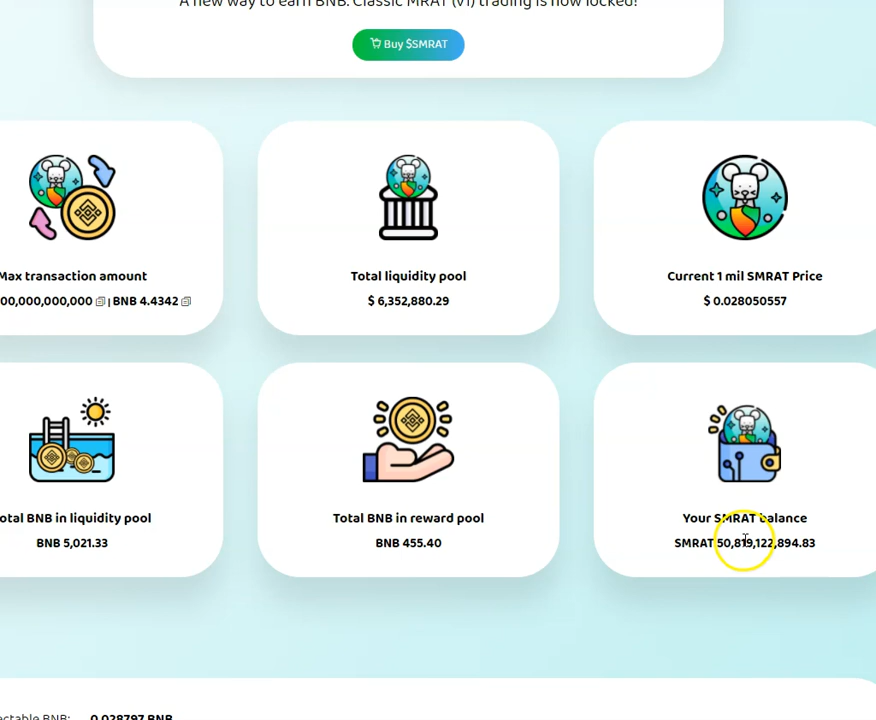 A new way to earn BNB. Classic MRAT (v1) trading is now locked!
Buy $SMRAT
Max transaction amount
00,000,000,000 | BNB 4.4342
Total liquidity pool
$ 6,352,880.29
Current 1 mil SMRAT Price
$ 0.028050557
otal BNB in liquidity pool
BNB 5,021.33
Total BNB in reward pool
BNB 455.40
Your SMRAT balance
SMRAT 50,819,122,894.83
ectable BNB: 0.028797 BNB